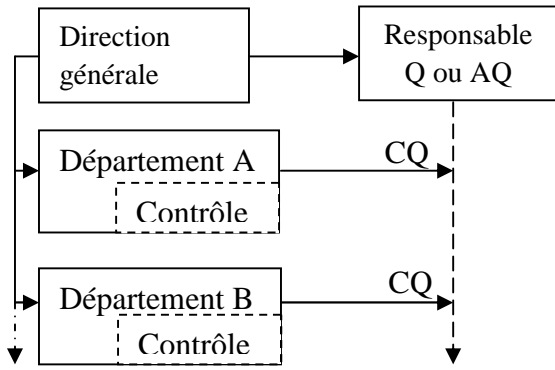 Direction
générale
Responsable
Q ou AQ
Département A
Contrôle
CQ
Département B
Contrôle
CQ